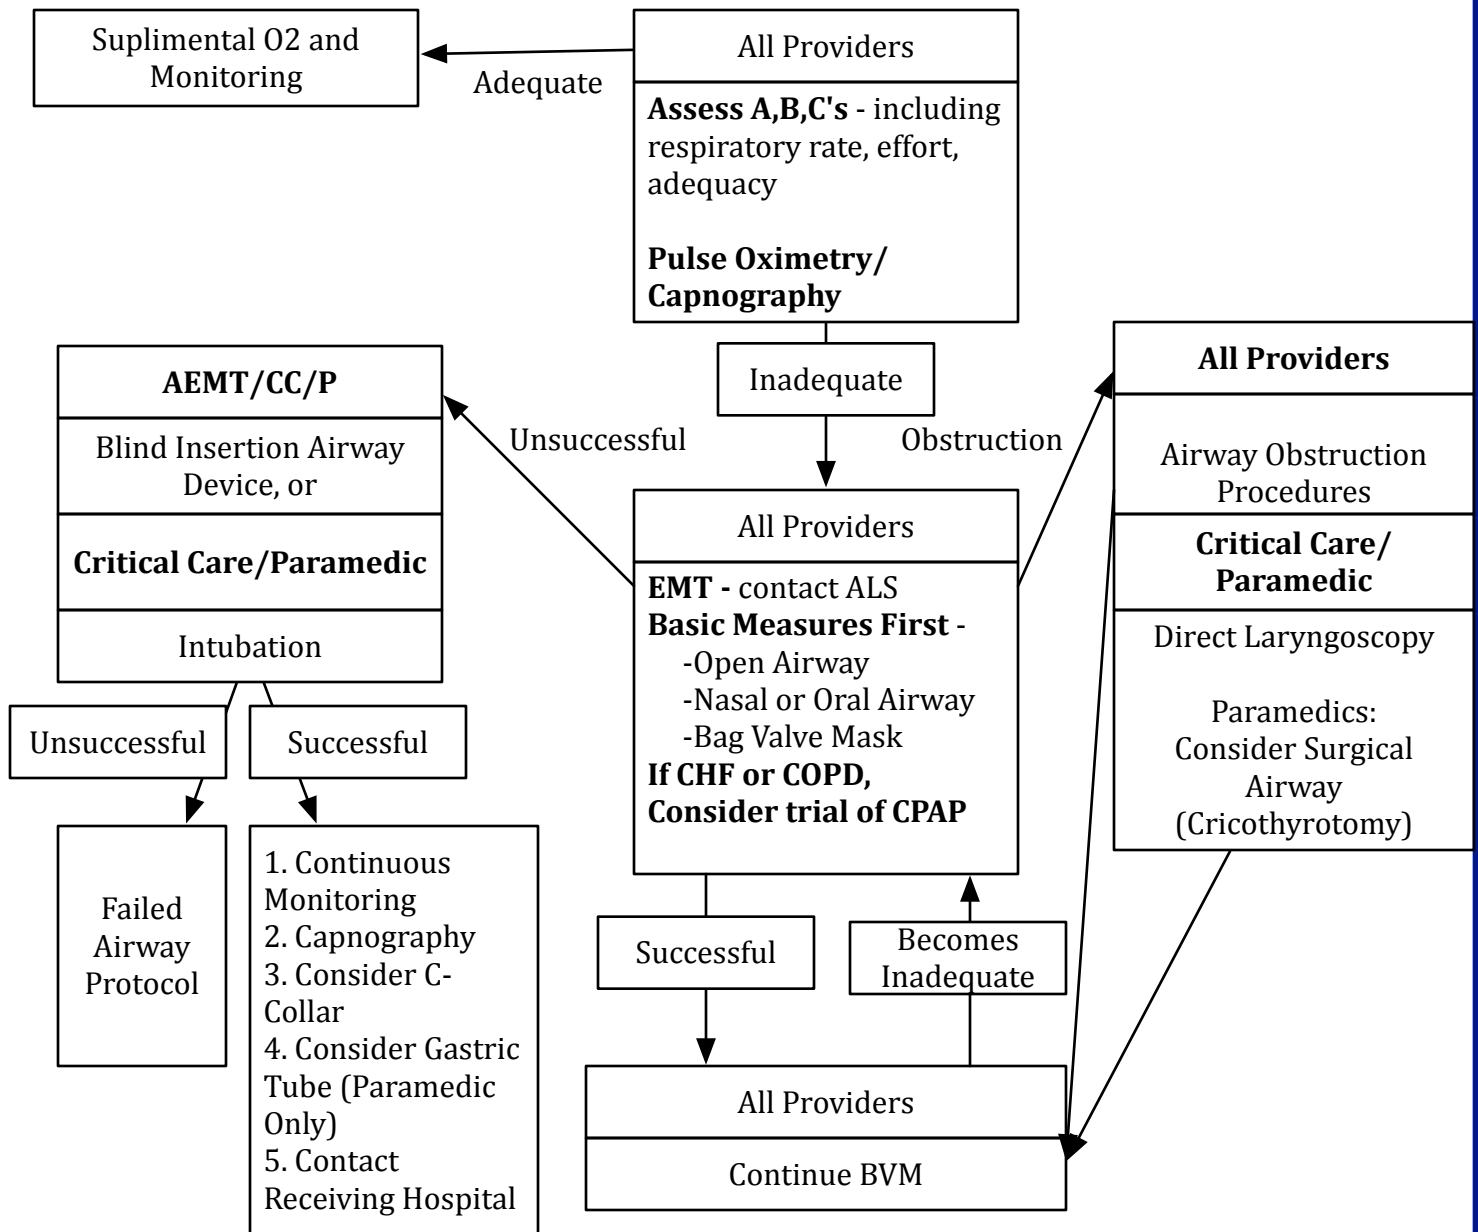 Suplimental O2 and
Monitoring
Adequate
All Providers
Assess A,B,C's - including
respiratory rate, effort,
adequacy
Pulse Oximetry/
Capnography
Inadequate
Unsuccessful
Obstruction
AEMT/CC/P
Blind Insertion Airway
Device, or
Critical Care/Paramedic
Intubation
Unsuccessful
Successful
Failed
Airway
Protocol
1. Continuous
Monitoring
2. Capnography
3. Consider C-
Collar
4. Consider Gastric
Tube (Paramedic
Only)
5. Contact
Receiving Hospital
All Providers
EMT - contact ALS
Basic Measures First -
-Open Airway
-Nasal or Oral Airway
-Bag Valve Mask
If CHF or COPD,
Consider trial of CPAP
Successful
Becomes
Inadequate
All Providers
Continue BVM
All Providers
Airway Obstruction
Procedures
Critical Care/
Paramedic
Direct Laryngoscopy
Paramedics:
Consider Surgical
Airway
(Cricothyrotomy)